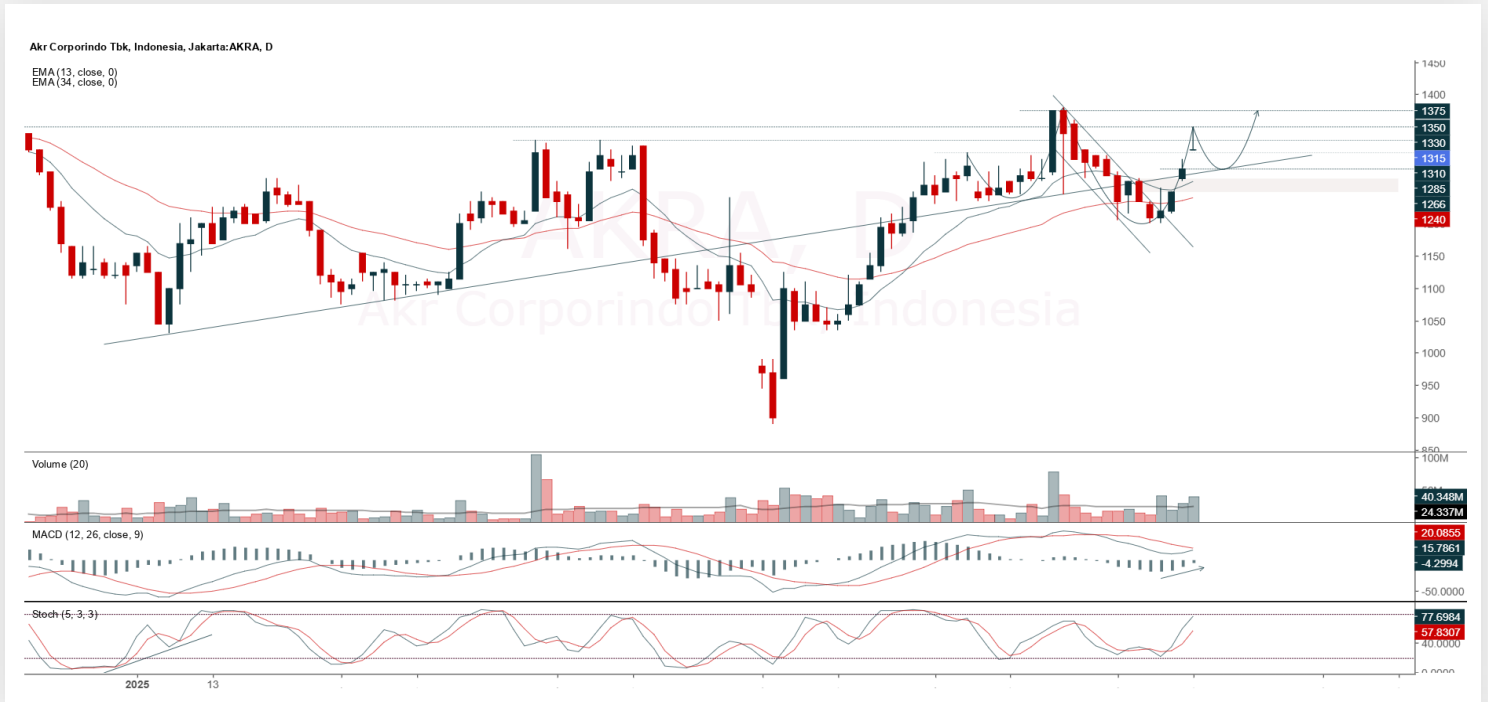 Akr Corporindo Tbk, Indonesia, Jakarta:AKRA, D
EMA (13, close, 0)
EMA (34, close, 0)
AKRA, D
Akr Corporindo Tbk, Indonesia
1450
1400
1375
1350
1330
1315
1310
1285
1266
1240
1150
1100
1050
1000
950
900
850
Volume (20)
100M
40.348M
24.337M
MACD (12, 26, close, 9)
20.0855
15.7861
-4.2994
-50.0000
Stoch (5, 3, 3)
77.6984
57.8307
40.0000
0.0000
2025
13